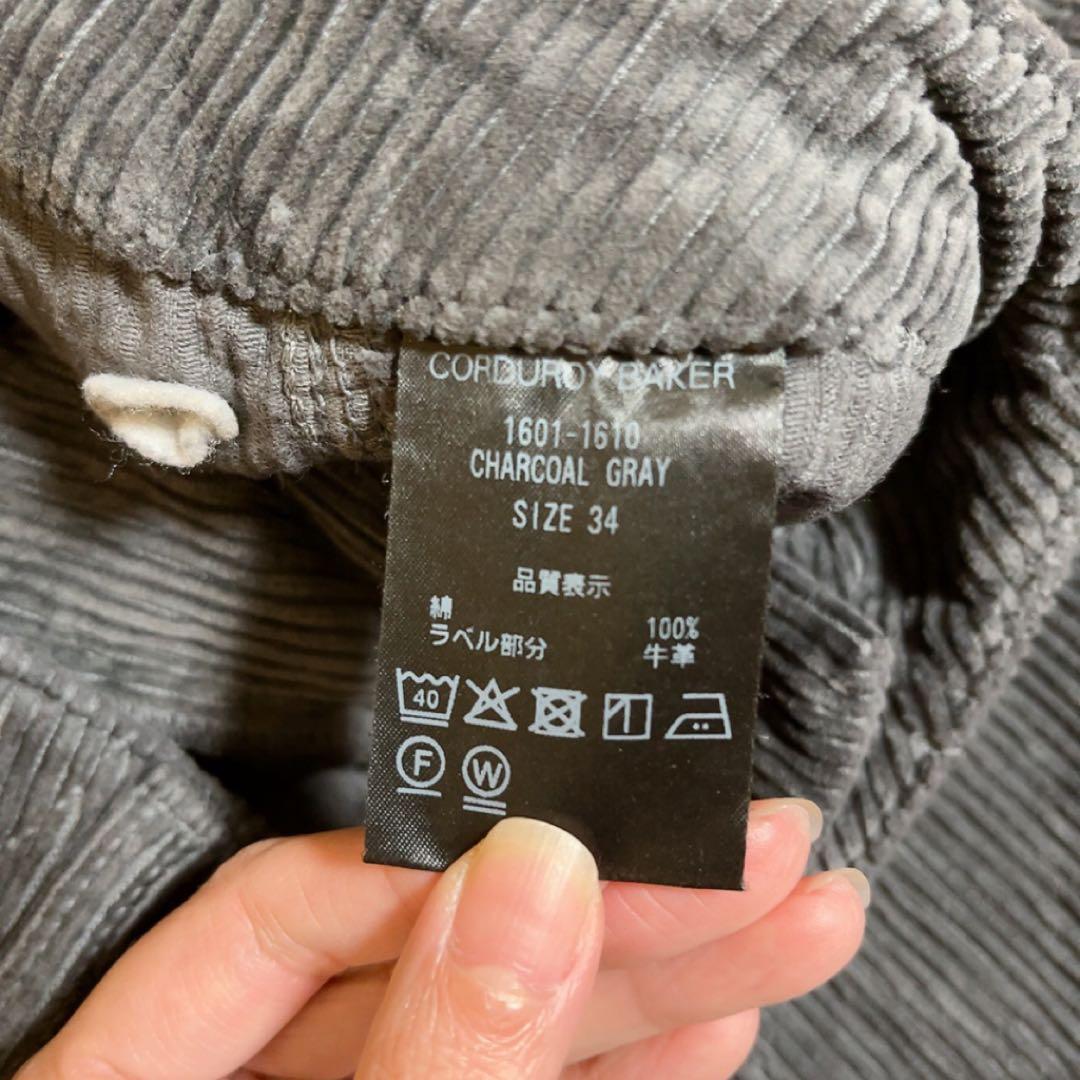 CORDUROY BAKER
1601-1610
CHARCOAL GRAY
SIZE 34
品質表示
綿 100%
ラベル部分 牛革
40
F W